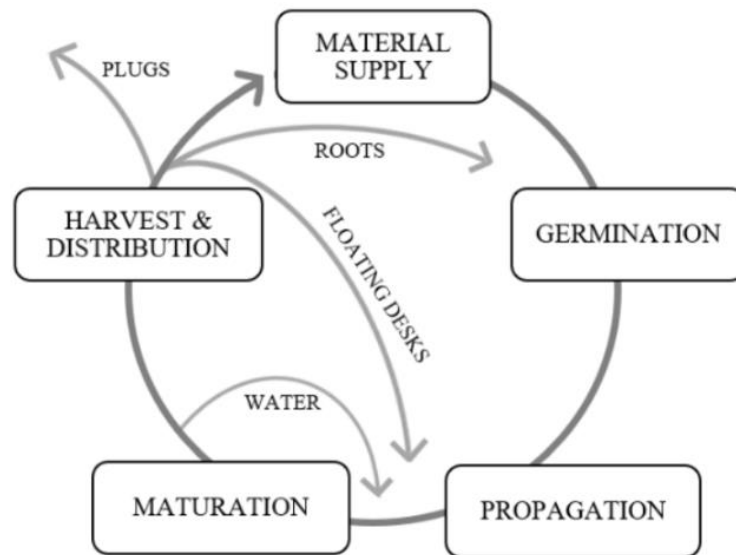 MATERIAL
SUPPLY
PLUGS
ROOTS
HARVEST &
DISTRIBUTION
FLOATING DESKS
GERMINATION
WATER
MATURATION
PROPAGATION